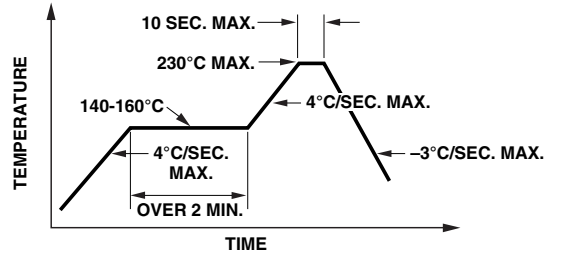 10 SEC. MAX.
230°C MAX.
140-160°C
4°C/SEC. MAX.
4°C/SEC.
MAX.
–3°C/SEC. MAX.
OVER 2 MIN.
TEMPERATURE
TIME